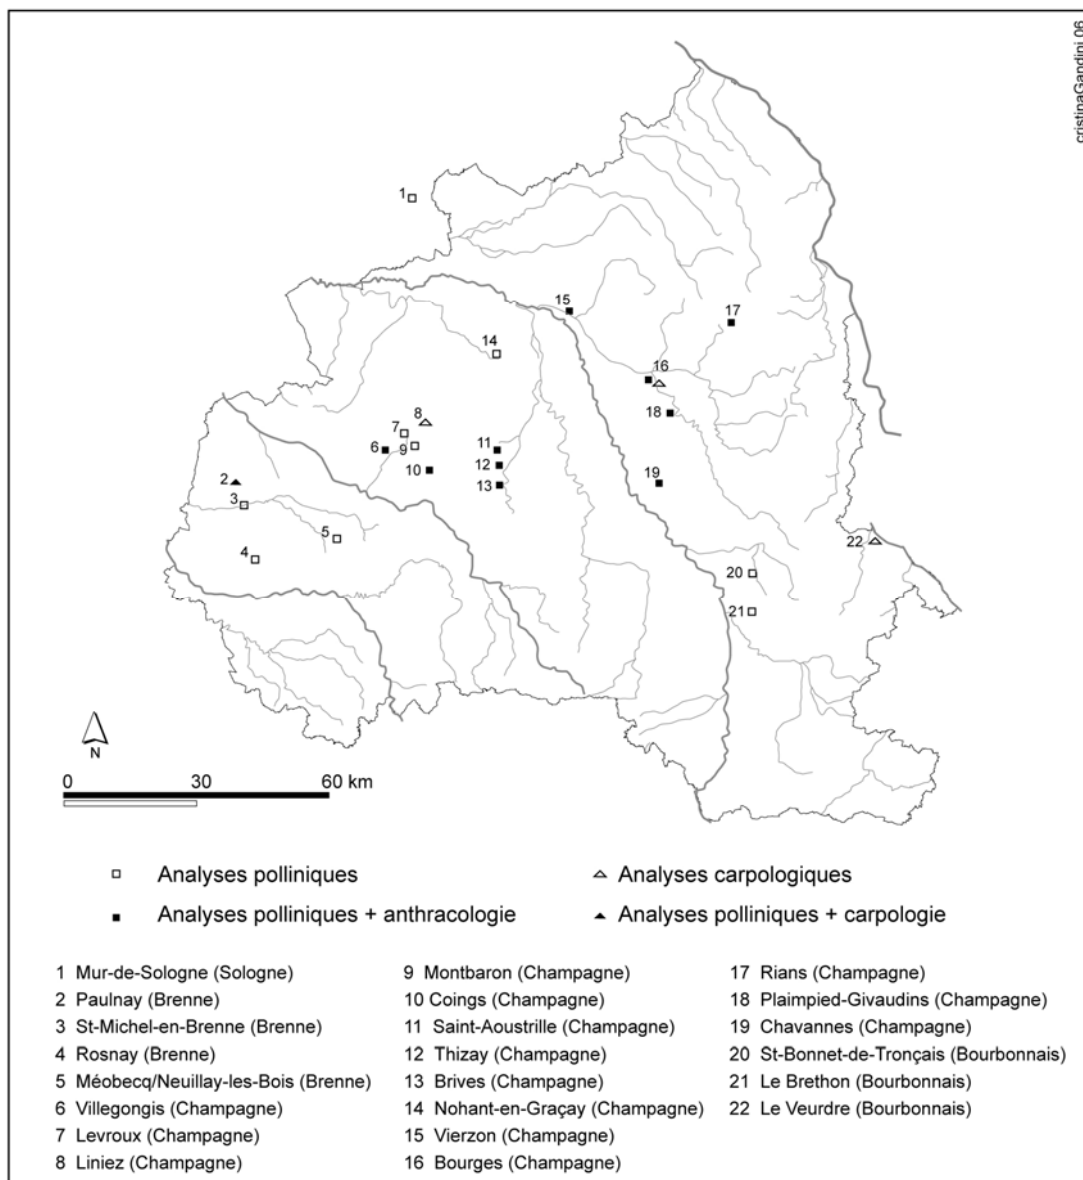 cristinaGandini 06
1
15
17
14
16
8
18
7
6
9
11
10
12
19
2
13
3
22
5
4
20
21
N
0 30 60 km
Analyses polliniques
Analyses carpologiques
Analyses polliniques + anthracologie
Analyses polliniques + carpologie
1 Mur-de-Sologne (Sologne)
2 Paulnay (Brenne)
3 St-Michel-en-Brenne (Brenne)
4 Rosnay (Brenne)
5 Méobecq/Neuillay-les-Bois (Brenne)
6 Villegongis (Champagne)
7 Levroux (Champagne)
8 Liniez (Champagne)
9 Montbaron (Champagne)
10 Coings (Champagne)
11 Saint-Aoustrille (Champagne)
12 Thizay (Champagne)
13 Brives (Champagne)
14 Nohant-en-Graçay (Champagne)
15 Vierzon (Champagne)
16 Bourges (Champagne)
17 Rians (Champagne)
18 Plaimpied-Givaudins (Champagne)
19 Chavannes (Champagne)
20 St-Bonnet-de-Tronçais (Bourbonnais)
21 Le Brethon (Bourbonnais)
22 Le Veurdre (Bourbonnais)